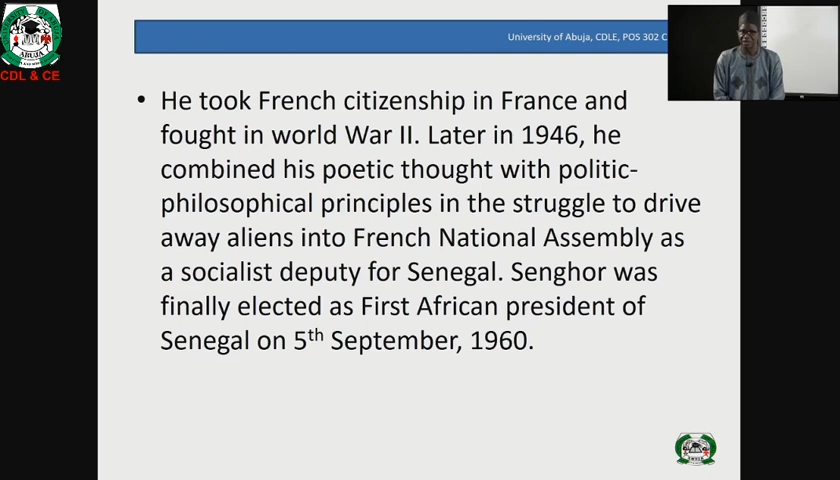 CDL & CE
University of Abuja, CDLE, POS 302 C
• He took French citizenship in France and
fought in world War II. Later in 1946, he
combined his poetic thought with politic-
philosophical principles in the struggle to drive
away aliens into French National Assembly as
a socialist deputy for Senegal. Senghor was
finally elected as First African president of
Senegal on 5th September, 1960.